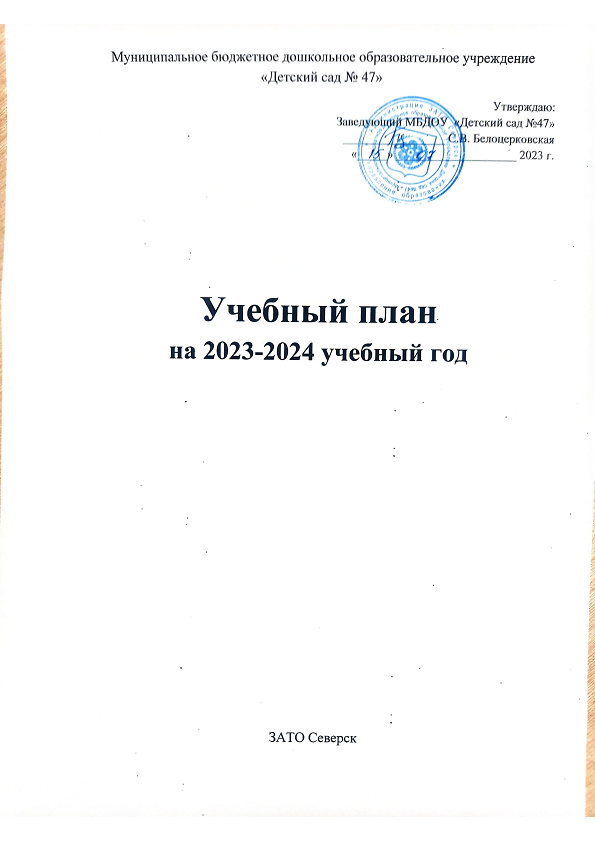 Муниципальное бюджетное дошкольное образовательное учреждение
«Детский сад № 47»
Утверждаю:
Заведующий МБДОУ «Детский сад №47»
С.В. Белоцерковская
« 15 » 2023 г.
Учебный план
на 2023-2024 учебный год
ЗАТО Северск